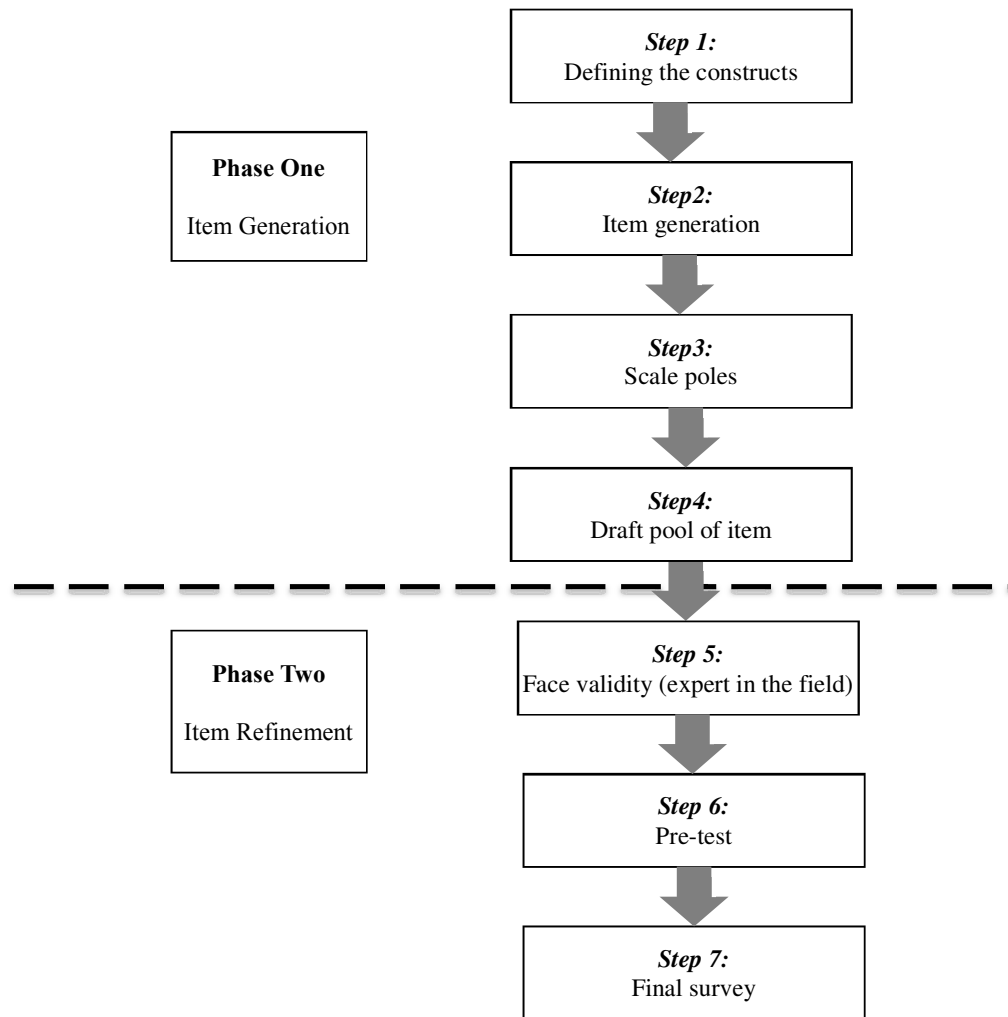 Step 1:
Defining the constructs
Phase One
Item Generation
Step2:
Item generation
Step3:
Scale poles
Step4:
Draft pool of item
Phase Two
Item Refinement
Step 5:
Face validity (expert in the field)
Step 6:
Pre-test
Step 7:
Final survey